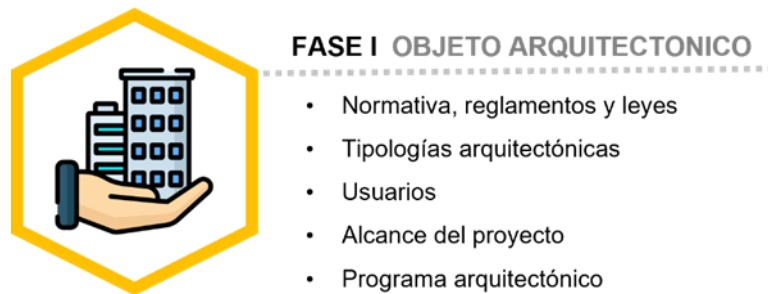 FASE I OBJETO ARQUITECTONICO
• Normativa, reglamentos y leyes
• Tipologías arquitectónicas
• Usuarios
• Alcance del proyecto
• Programa arquitectónico